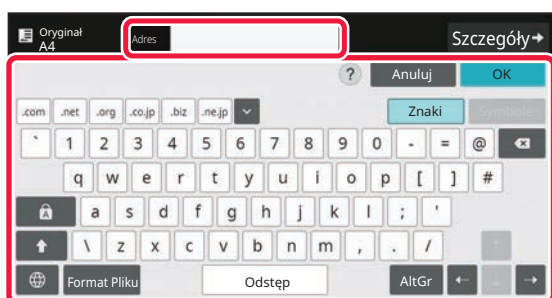 Oryginał
A4
Adres
Szczegóły
? Anuluj OK
.com .net .org .co.jp .biz .ne.jp Znaki Symbole
` 1 2 3 4 5 6 7 8 9 0 - = @
q w e r t y u i o p [ ] #
A a s d f g h j k l ; '
\ z x c v b n m , . /
Format Pliku Odstęp AltGr